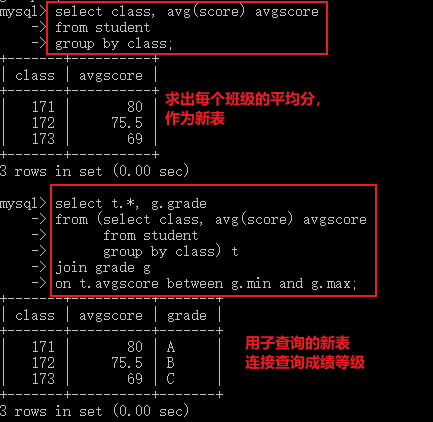 mysql> select class, avg(score) avgscore
    -> from student
    -> group by class;
+-------+----------+
| class | avgscore |
+-------+----------+
|   171 |       80 |
|   172 |     75.5 |
|   173 |       69 |
+-------+----------+
3 rows in set (0.00 sec)
求出每个班级的平均分，
作为新表
mysql> select t.*, g.grade
    -> from (select class, avg(score) avgscore
    ->       from student
    ->       group by class) t
    -> join grade g
    -> on t.avgscore between g.min and g.max;
+-------+----------+-------+
| class | avgscore | grade |
+-------+----------+-------+
|   171 |       80 | A     |
|   172 |     75.5 | B     |
|   173 |       69 | C     |
+-------+----------+-------+
3 rows in set (0.00 sec)
用子查询的新表
连接查询成绩等级